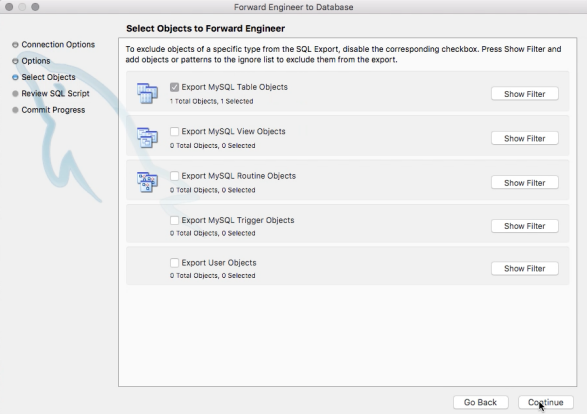 Forward Engineer to Database
Select Objects to Forward Engineer
Connection Options
Options
Select Objects
Review SQL Script
Commit Progress
To exclude objects of a specific type from the SQL Export, disable the corresponding checkbox. Press Show Filter and
add objects or patterns to the ignore list to exclude them from the export.
Export MySQL Table Objects
1 Total Objects, 1 Selected
Show Filter
Export MySQL View Objects
0 Total Objects, 0 Selected
Show Filter
Export MySQL Routine Objects
0 Total Objects, 0 Selected
Show Filter
Export MySQL Trigger Objects
0 Total Objects, 0 Selected
Show Filter
Export User Objects
0 Total Objects, 0 Selected
Show Filter
Go Back
Continue